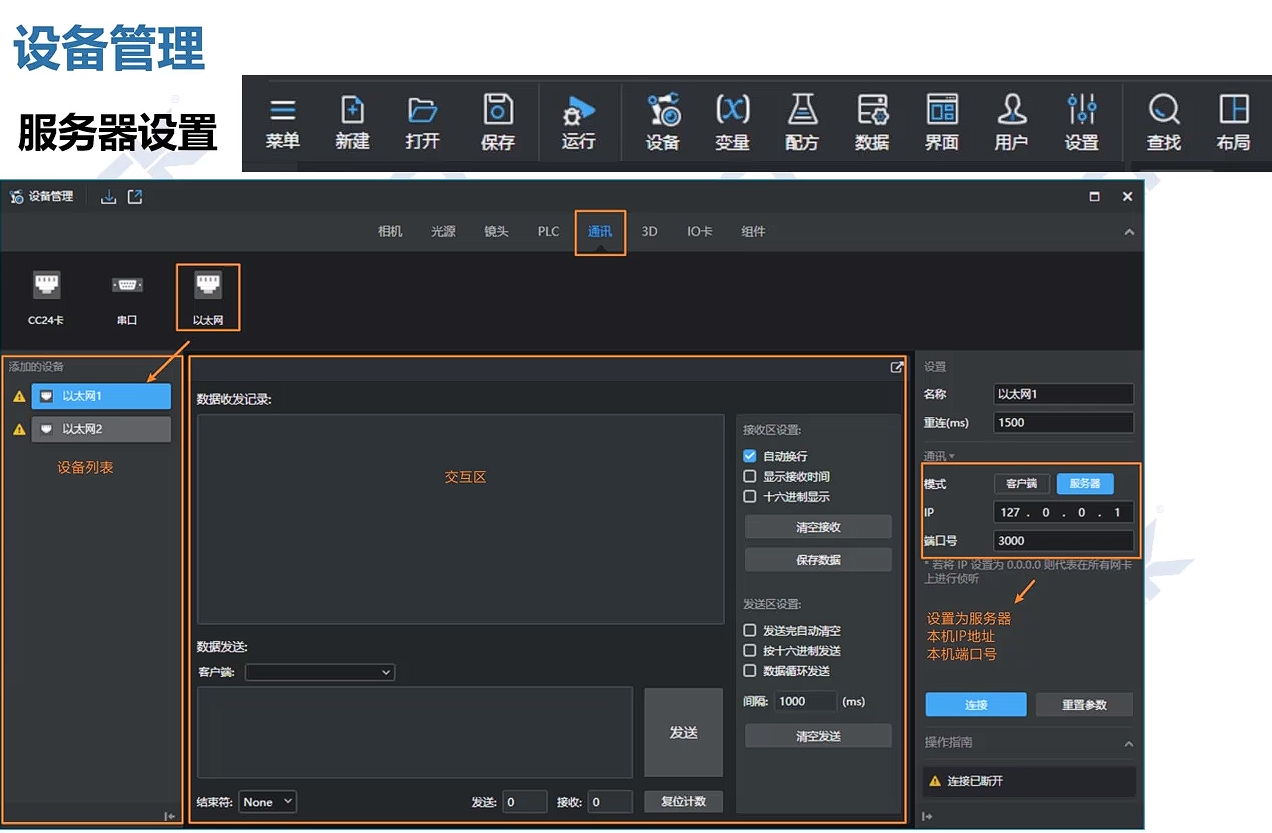 设备管理
服务器设置
菜单 新建 打开 保存 运行 设备 变量 配方 数据 界面 用户 设置 查找 布局
设备管理
相机 光源 镜头 PLC 通讯 3D IO卡 组件
CC24卡 串口 以太网
添加的设备
以太网1
以太网2
设备列表
数据收发记录:
交互区
数据发送:
客户端:
发送
结束符: None 发送: 0 接收: 0 复位计数
接收区设置:
自动换行
显示接收时间
十六进制显示
清空接收
保存数据
发送区设置:
发送完自动清空
按十六进制发送
数据循环发送
间隔: 1000 (ms)
清空发送
设置
名称 以太网1
重连(ms) 1500
通讯
模式 客户端 服务器
IP 127 . 0 . 0 . 1
端口号 3000
* 若将 IP 设置为 0.0.0.0 则代表在所有网卡
上进行侦听
设置为服务器
本机IP地址
本机端口号
连接 重置参数
操作指南
连接已断开